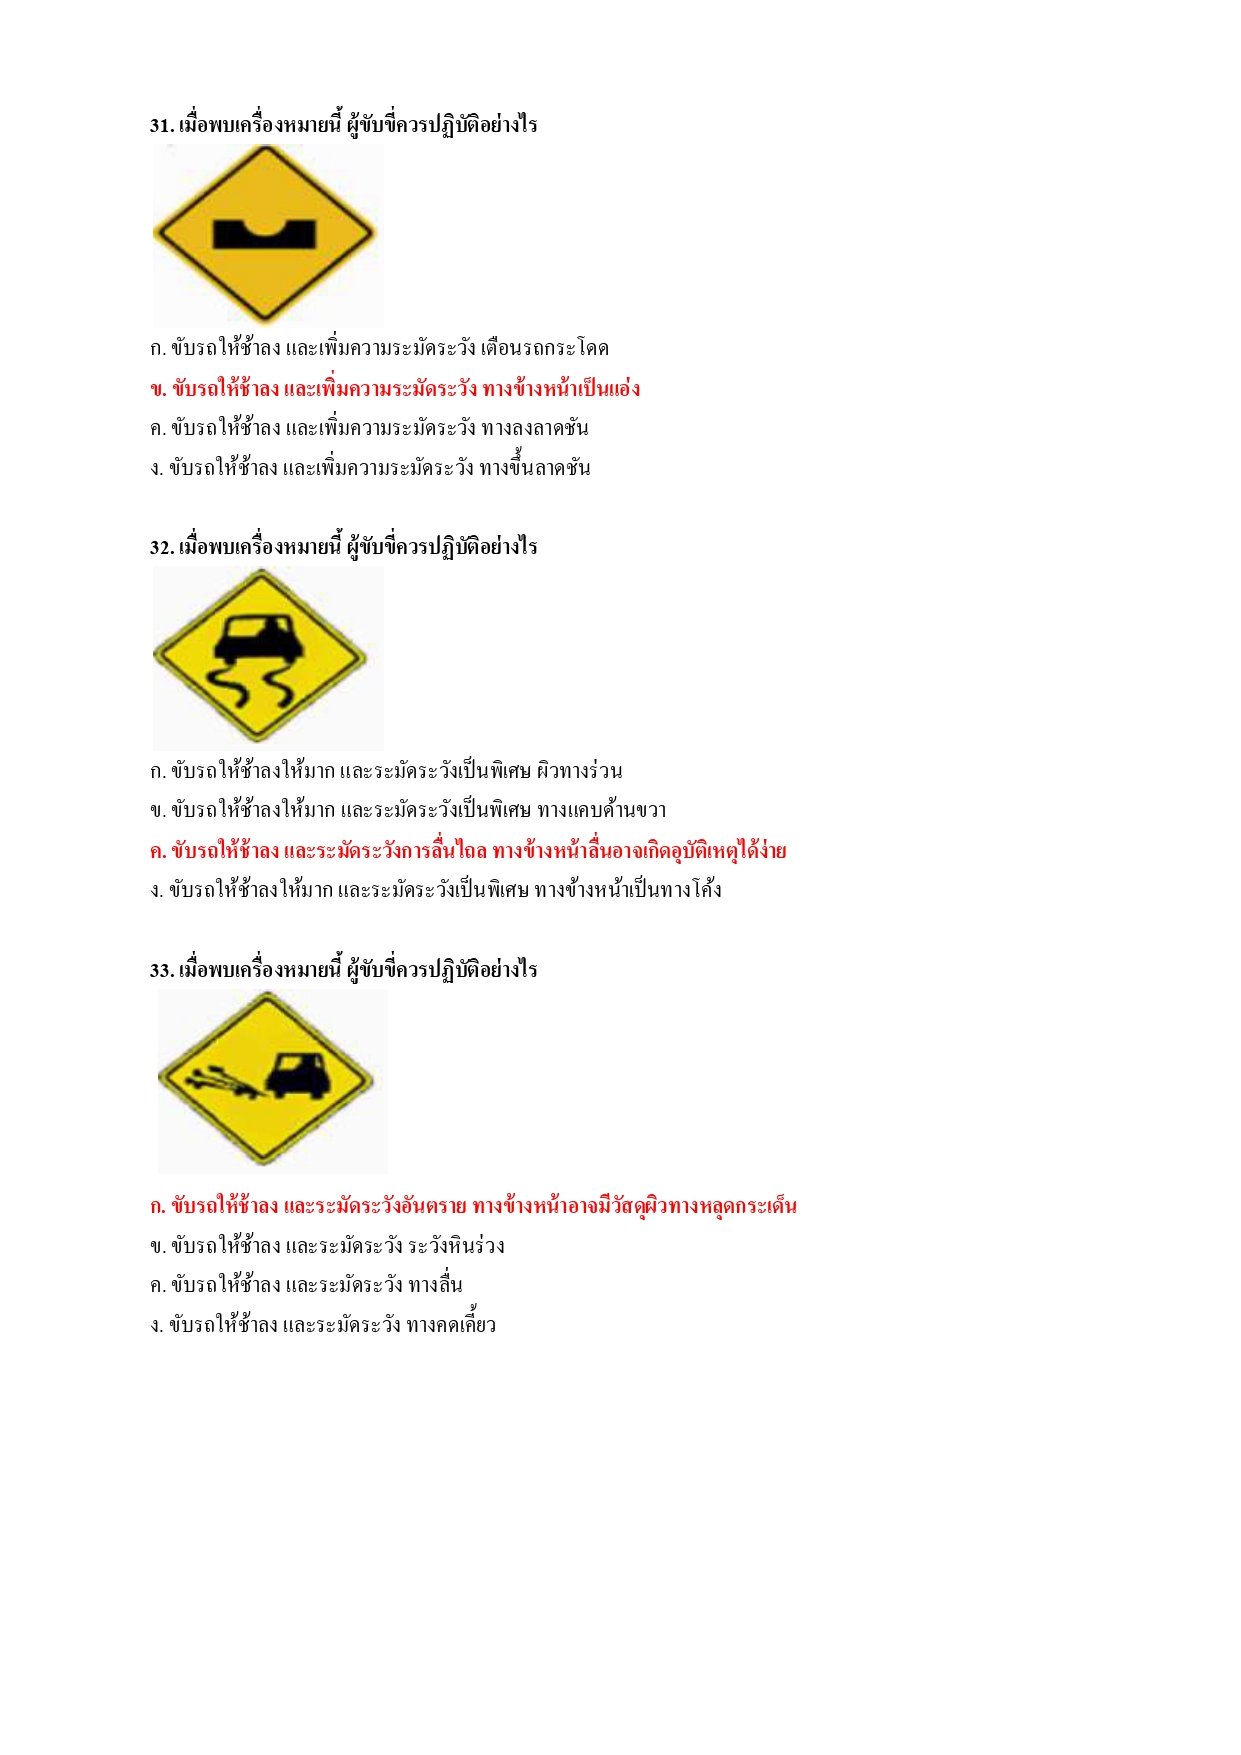 31. เมื่อพบเครื่องหมายนี้ ผู้ขับขี่ควรปฏิบัติอย่างไร
ก. ขับรถให้ช้าลง และเพิ่มความระมัดระวัง เตือนรถกระโดด
ข. ขับรถให้ช้าลง และเพิ่มความระมัดระวัง ทางข้างหน้าเป็นแอ่ง
ค. ขับรถให้ช้าลง และเพิ่มความระมัดระวัง ทางลงลาดชัน
ง. ขับรถให้ช้าลง และเพิ่มความระมัดระวัง ทางขึ้นลาดชัน
32. เมื่อพบเครื่องหมายนี้ ผู้ขับขี่ควรปฏิบัติอย่างไร
ก. ขับรถให้ช้าลงให้มาก และระมัดระวังเป็นพิเศษ ผิวทางร่วน
ข. ขับรถให้ช้าลงให้มาก และระมัดระวังเป็นพิเศษ ทางแคบด้านขวา
ค. ขับรถให้ช้าลง และระมัดระวังการลื่นไถล ทางข้างหน้าลื่นอาจเกิดอุบัติเหตุได้ง่าย
ง. ขับรถให้ช้าลงให้มาก และระมัดระวังเป็นพิเศษ ทางข้างหน้าเป็นทางโค้ง
33. เมื่อพบเครื่องหมายนี้ ผู้ขับขี่ควรปฏิบัติอย่างไร
ก. ขับรถให้ช้าลง และระมัดระวังอันตราย ทางข้างหน้าอาจมีวัสดุผิวทางหลุดกระเด็น
ข. ขับรถให้ช้าลง และระมัดระวัง ระวังหินร่วง
ค. ขับรถให้ช้าลง และระมัดระวัง ทางลื่น
ง. ขับรถให้ช้าลง และระมัดระวัง ทางคดเคี้ยว